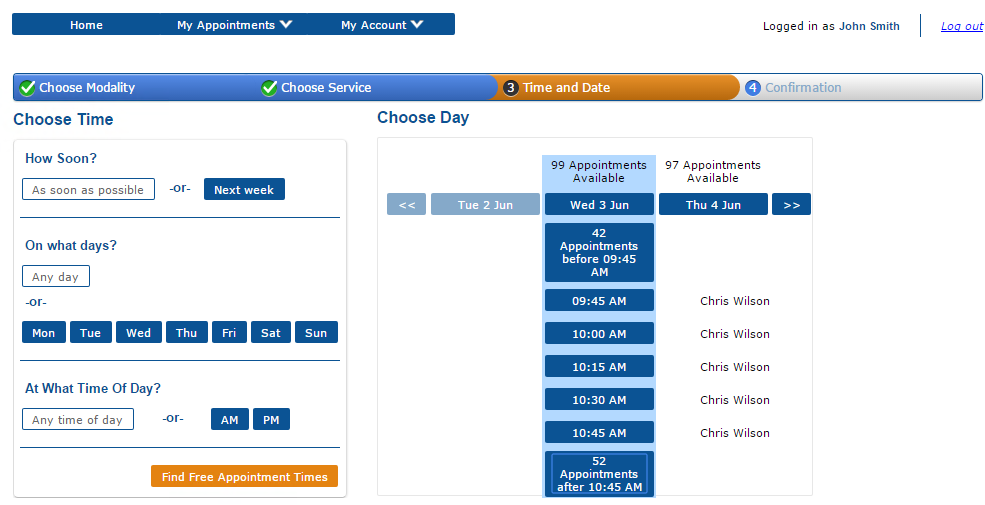 Home My Appointments My Account Logged in as John Smith Log out
Choose Modality Choose Service 3 Time and Date 4 Confirmation
Choose Time
How Soon?
As soon as possible -or- Next week
On what days?
Any day
-or-
Mon Tue Wed Thu Fri Sat Sun
At What Time Of Day?
Any time of day -or- AM PM
Find Free Appointment Times
Choose Day
99 Appointments
Available
97 Appointments
Available
<< Tue 2 Jun Wed 3 Jun Thu 4 Jun >>
42
Appointments
before 09:45
AM
09:45 AM Chris Wilson
10:00 AM Chris Wilson
10:15 AM Chris Wilson
10:30 AM Chris Wilson
10:45 AM Chris Wilson
52
Appointments
after 10:45 AM